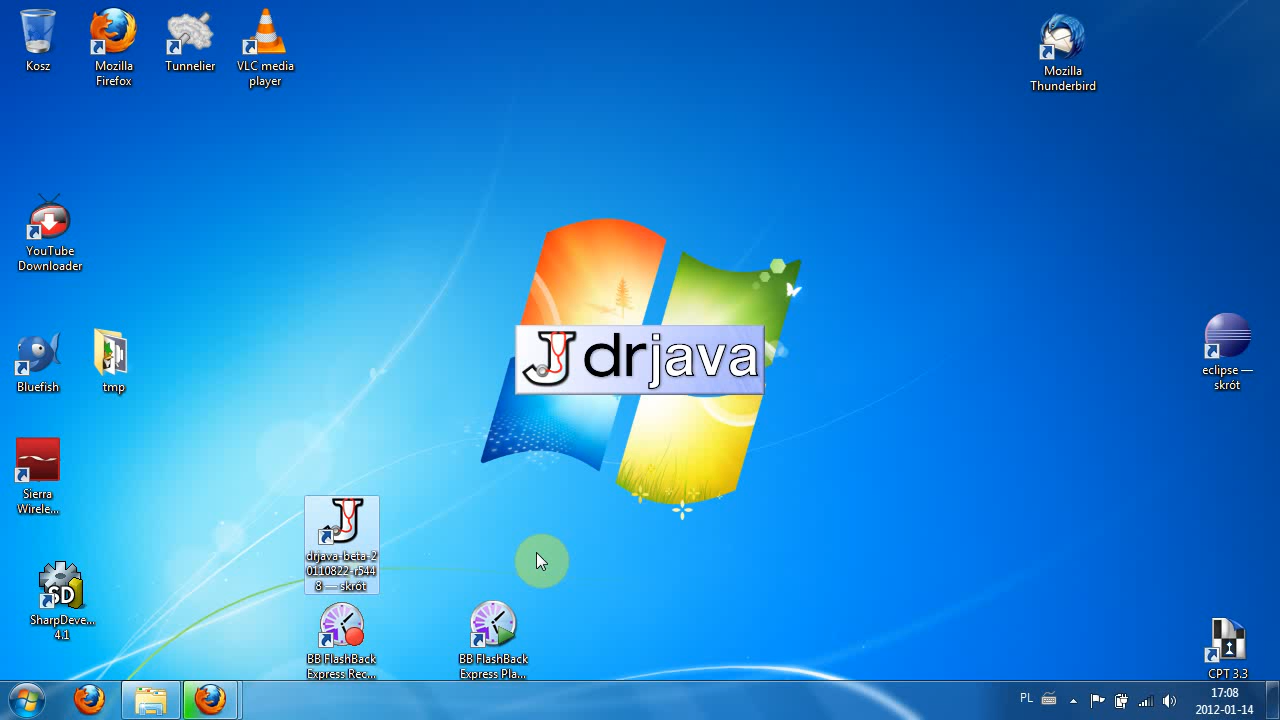 Kosz
Mozilla
Firefox
Tunnelier
VLC media
player
Mozilla
Thunderbird
YouTube
Downloader
drjava
Bluefish
tmp
eclipse —
skrót
Sierra
Wirele...
drjava-beta-2
0110822-r544
8 — skrót
SD
SharpDeve...
4.1
BB FlashBack
Express Rec...
BB FlashBack
Express Pla...
CPT 3.3
PL
17:08
2012-01-14